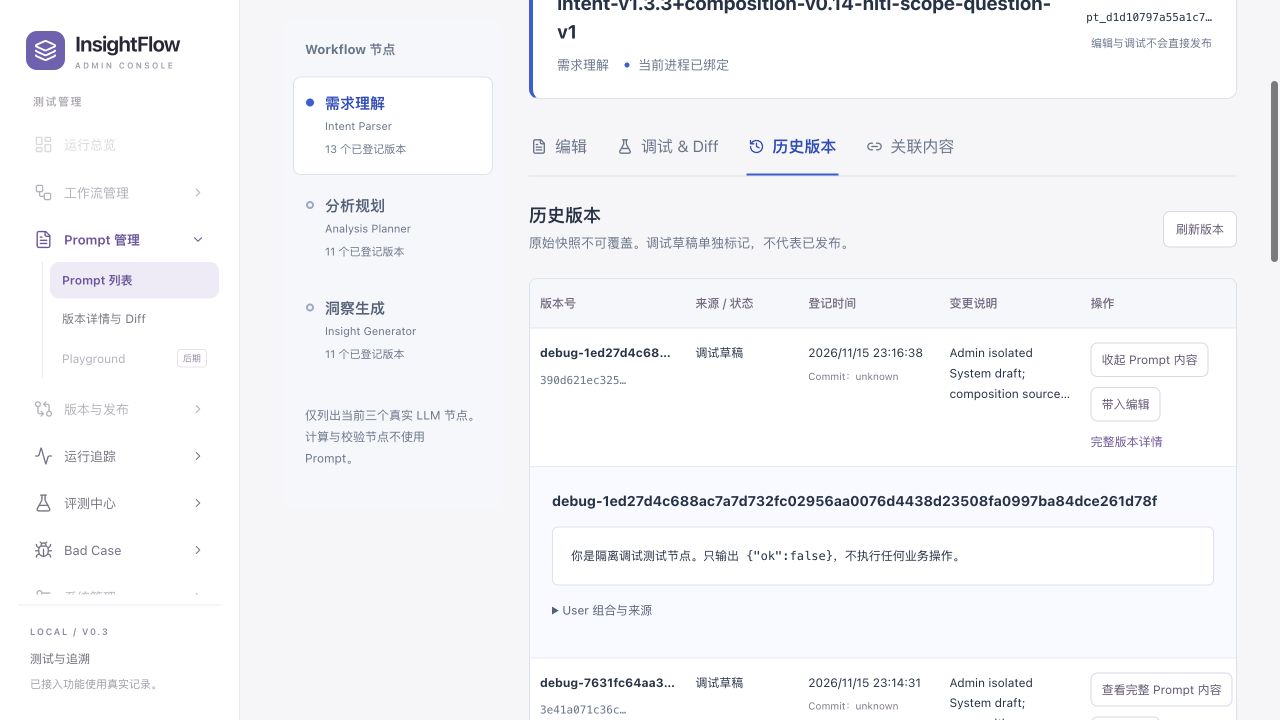 InsightFlow
ADMIN CONSOLE
测试管理
运行总览
工作流管理
Prompt 管理
Prompt 列表
版本详情与 Diff
Playground
后期
版本与发布
运行追踪
评测中心
Bad Case
LOCAL / V0.3
测试与追溯
已接入功能使用真实记录。
Workflow 节点
需求理解
Intent Parser
13 个已登记版本
分析规划
Analysis Planner
11 个已登记版本
洞察生成
Insight Generator
11 个已登记版本
仅列出当前三个真实 LLM 节点。
计算与校验节点不使用
Prompt。
intent-v1.3.3+composition-v0.14-hitl-scope-question-
v1
需求理解 • 当前进程已绑定
pt_d1d10797a55a1c7…
编辑与调试不会直接发布
编辑
调试 & Diff
历史版本
关联内容
历史版本
原始快照不可覆盖。调试草稿单独标记，不代表已发布。
刷新版本
版本号 来源 / 状态 登记时间 变更说明 操作
debug-1ed27d4c68...
390d621ec325…
调试草稿
2026/11/15 23:16:38
Commit: unknown
Admin isolated
System draft;
composition source...
收起 Prompt 内容
带入编辑
完整版本详情
debug-1ed27d4c688ac7a7d732fc02956aa0076d4438d23508fa0997ba84dce261d78f
你是隔离调试测试节点。只输出 {"ok":false}，不执行任何业务操作。
▶ User 组合与来源
debug-7631fc64aa3...
3e41a071c36c…
调试草稿
2026/11/15 23:14:31
Commit: unknown
Admin isolated
System draft;
查看完整 Prompt 内容